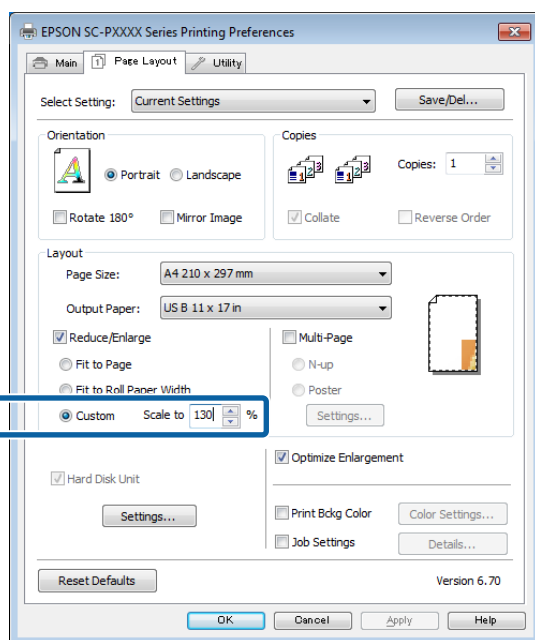 EPSON SC-PXXXX Series Printing Preferences
Main Page Layout Utility
Select Setting: Current Settings Save/Del...
Orientation
Portrait Landscape
Rotate 180° Mirror Image
Copies
Copies: 1
Collate Reverse Order
Layout
Page Size: A4 210 x 297 mm
Output Paper: US B 11 x 17 in
Reduce/Enlarge
Fit to Page
Fit to Roll Paper Width
Custom Scale to 130 %
Multi-Page
N-up
Poster
Settings...
Optimize Enlargement
Hard Disk Unit
Settings...
Print Bckg Color Color Settings...
Job Settings Details...
Reset Defaults Version 6.70
OK Cancel Apply Help